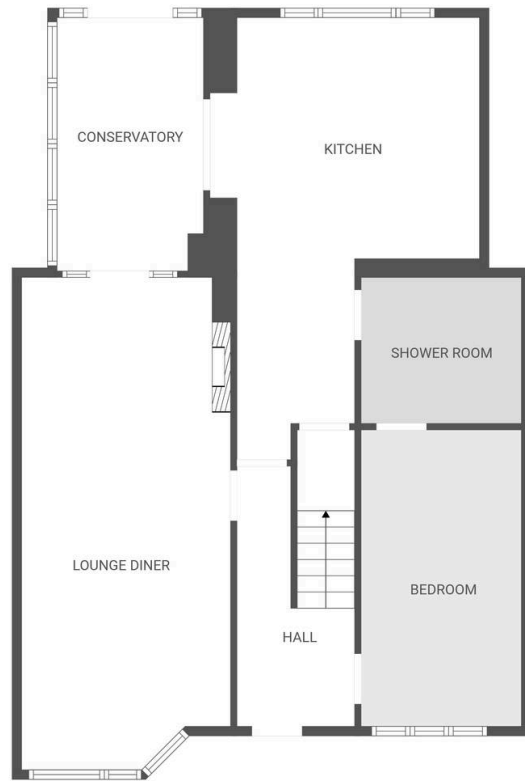 CONSERVATORY
KITCHEN
SHOWER ROOM
LOUNGE DINER
BEDROOM
HALL